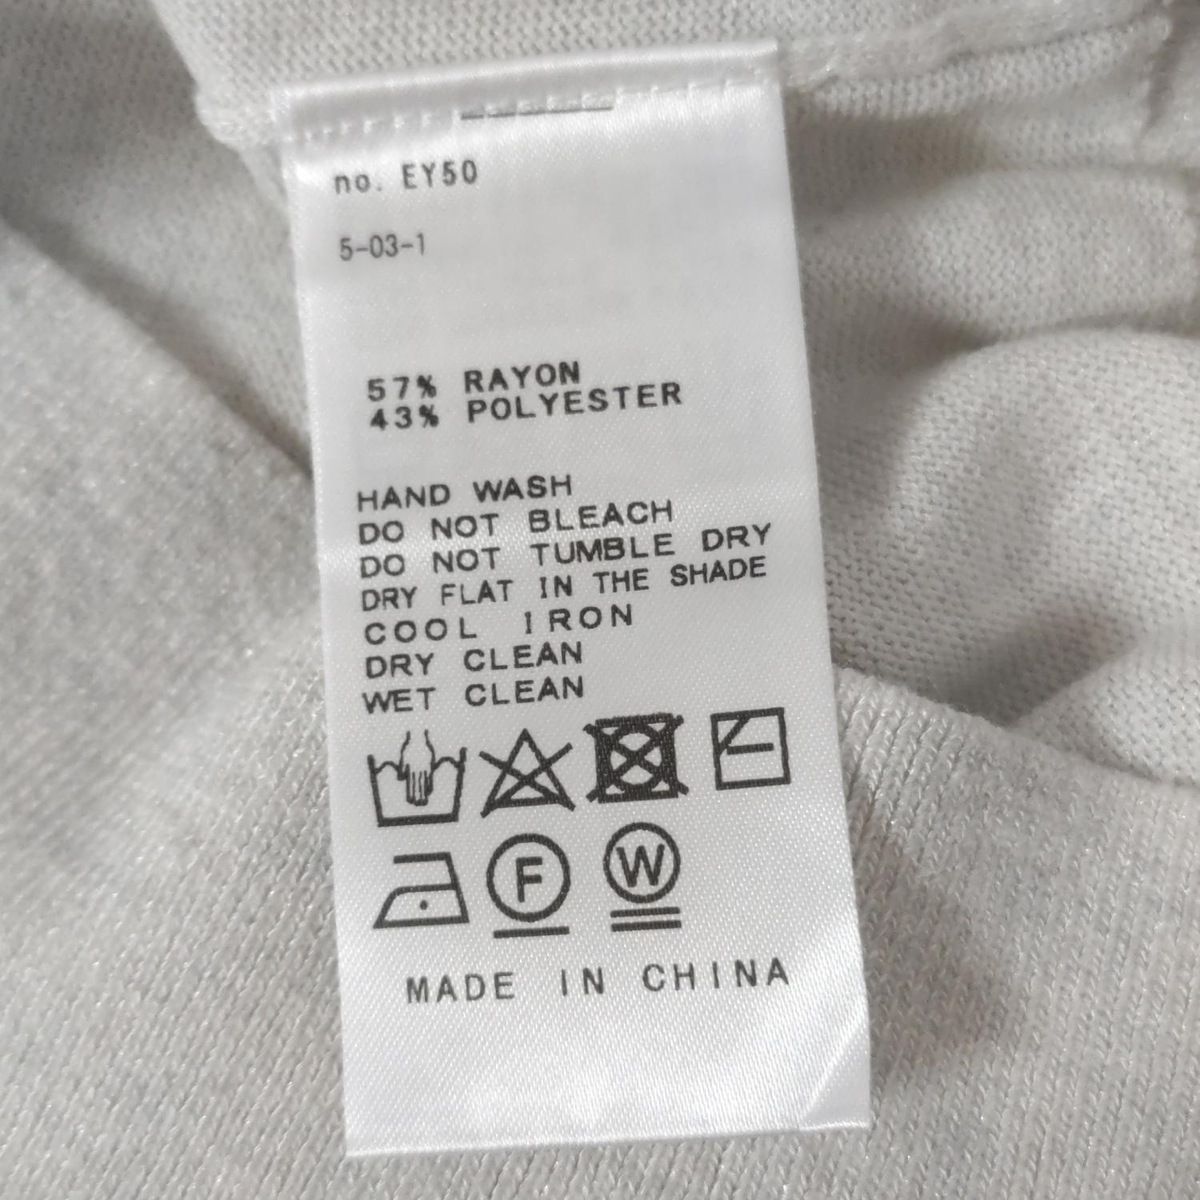 no. EY50
5-03-1
57% RAYON
43% POLYESTER
HAND WASH
DO NOT BLEACH
DO NOT TUMBLE DRY
DRY FLAT IN THE SHADE
COOL IRON
DRY CLEAN
WET CLEAN
F W
MADE IN CHINA